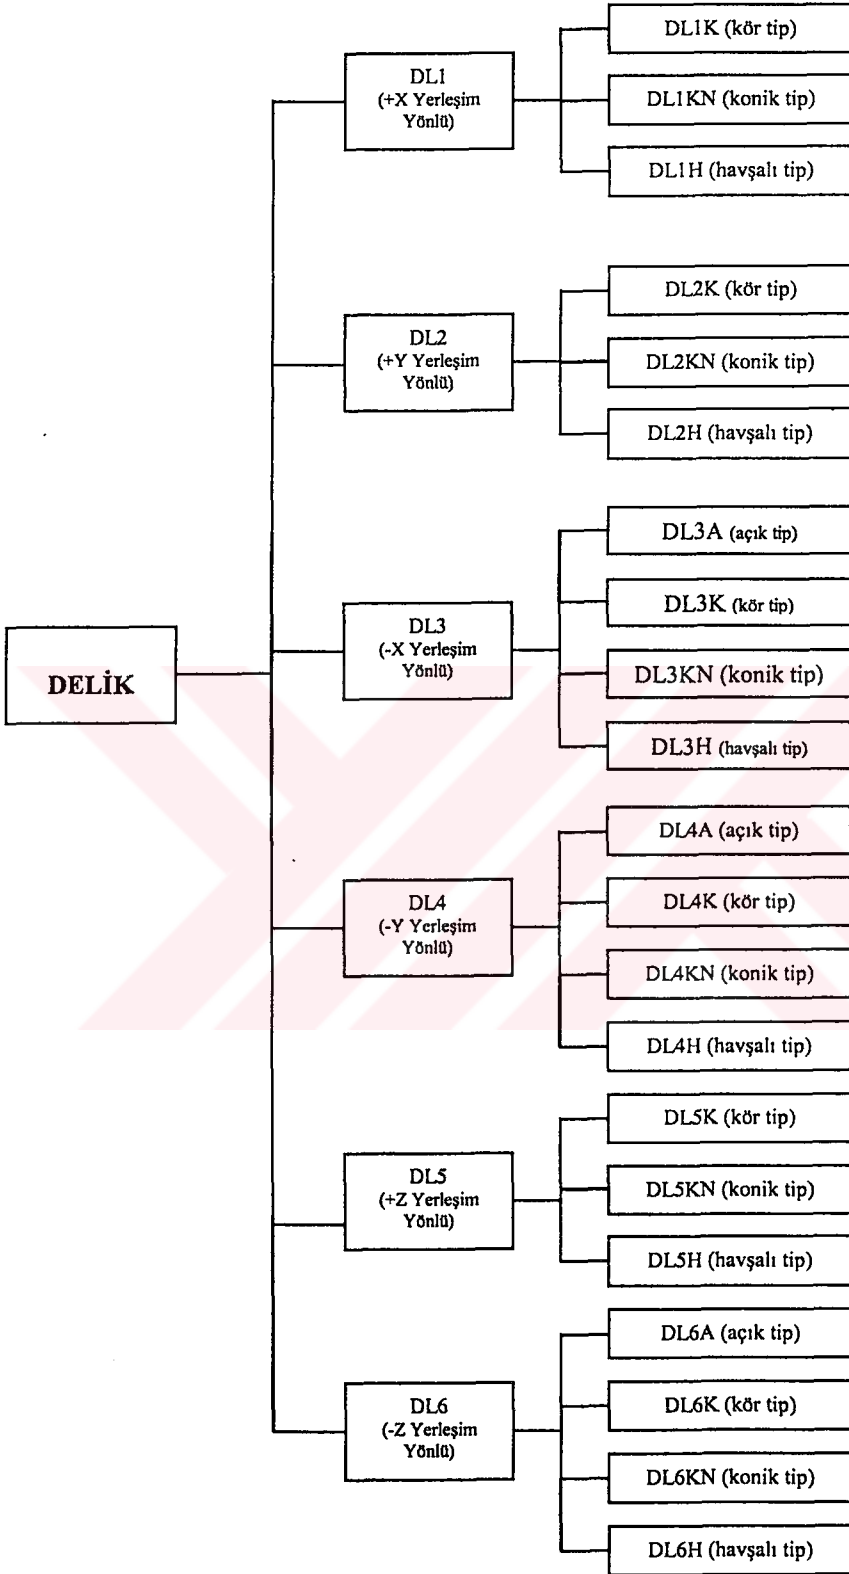 DELİK
DL1
(+X Yerleşim
Yönlü)
DL1K (kör tip)
DL1KN (konik tip)
DL1H (havşalı tip)
DL2
(+Y Yerleşim
Yönlü)
DL2K (kör tip)
DL2KN (konik tip)
DL2H (havşalı tip)
DL3
(-X Yerleşim
Yönlü)
DL3A (açık tip)
DL3K (kör tip)
DL3KN (konik tip)
DL3H (havşalı tip)
DL4
(-Y Yerleşim
Yönlü)
DL4A (açık tip)
DL4K (kör tip)
DL4KN (konik tip)
DL4H (havşalı tip)
DL5
(+Z Yerleşim
Yönlü)
DL5K (kör tip)
DL5KN (konik tip)
DL5H (havşalı tip)
DL6
(-Z Yerleşim
Yönlü)
DL6A (açık tip)
DL6K (kör tip)
DL6KN (konik tip)
DL6H (havşalı tip)